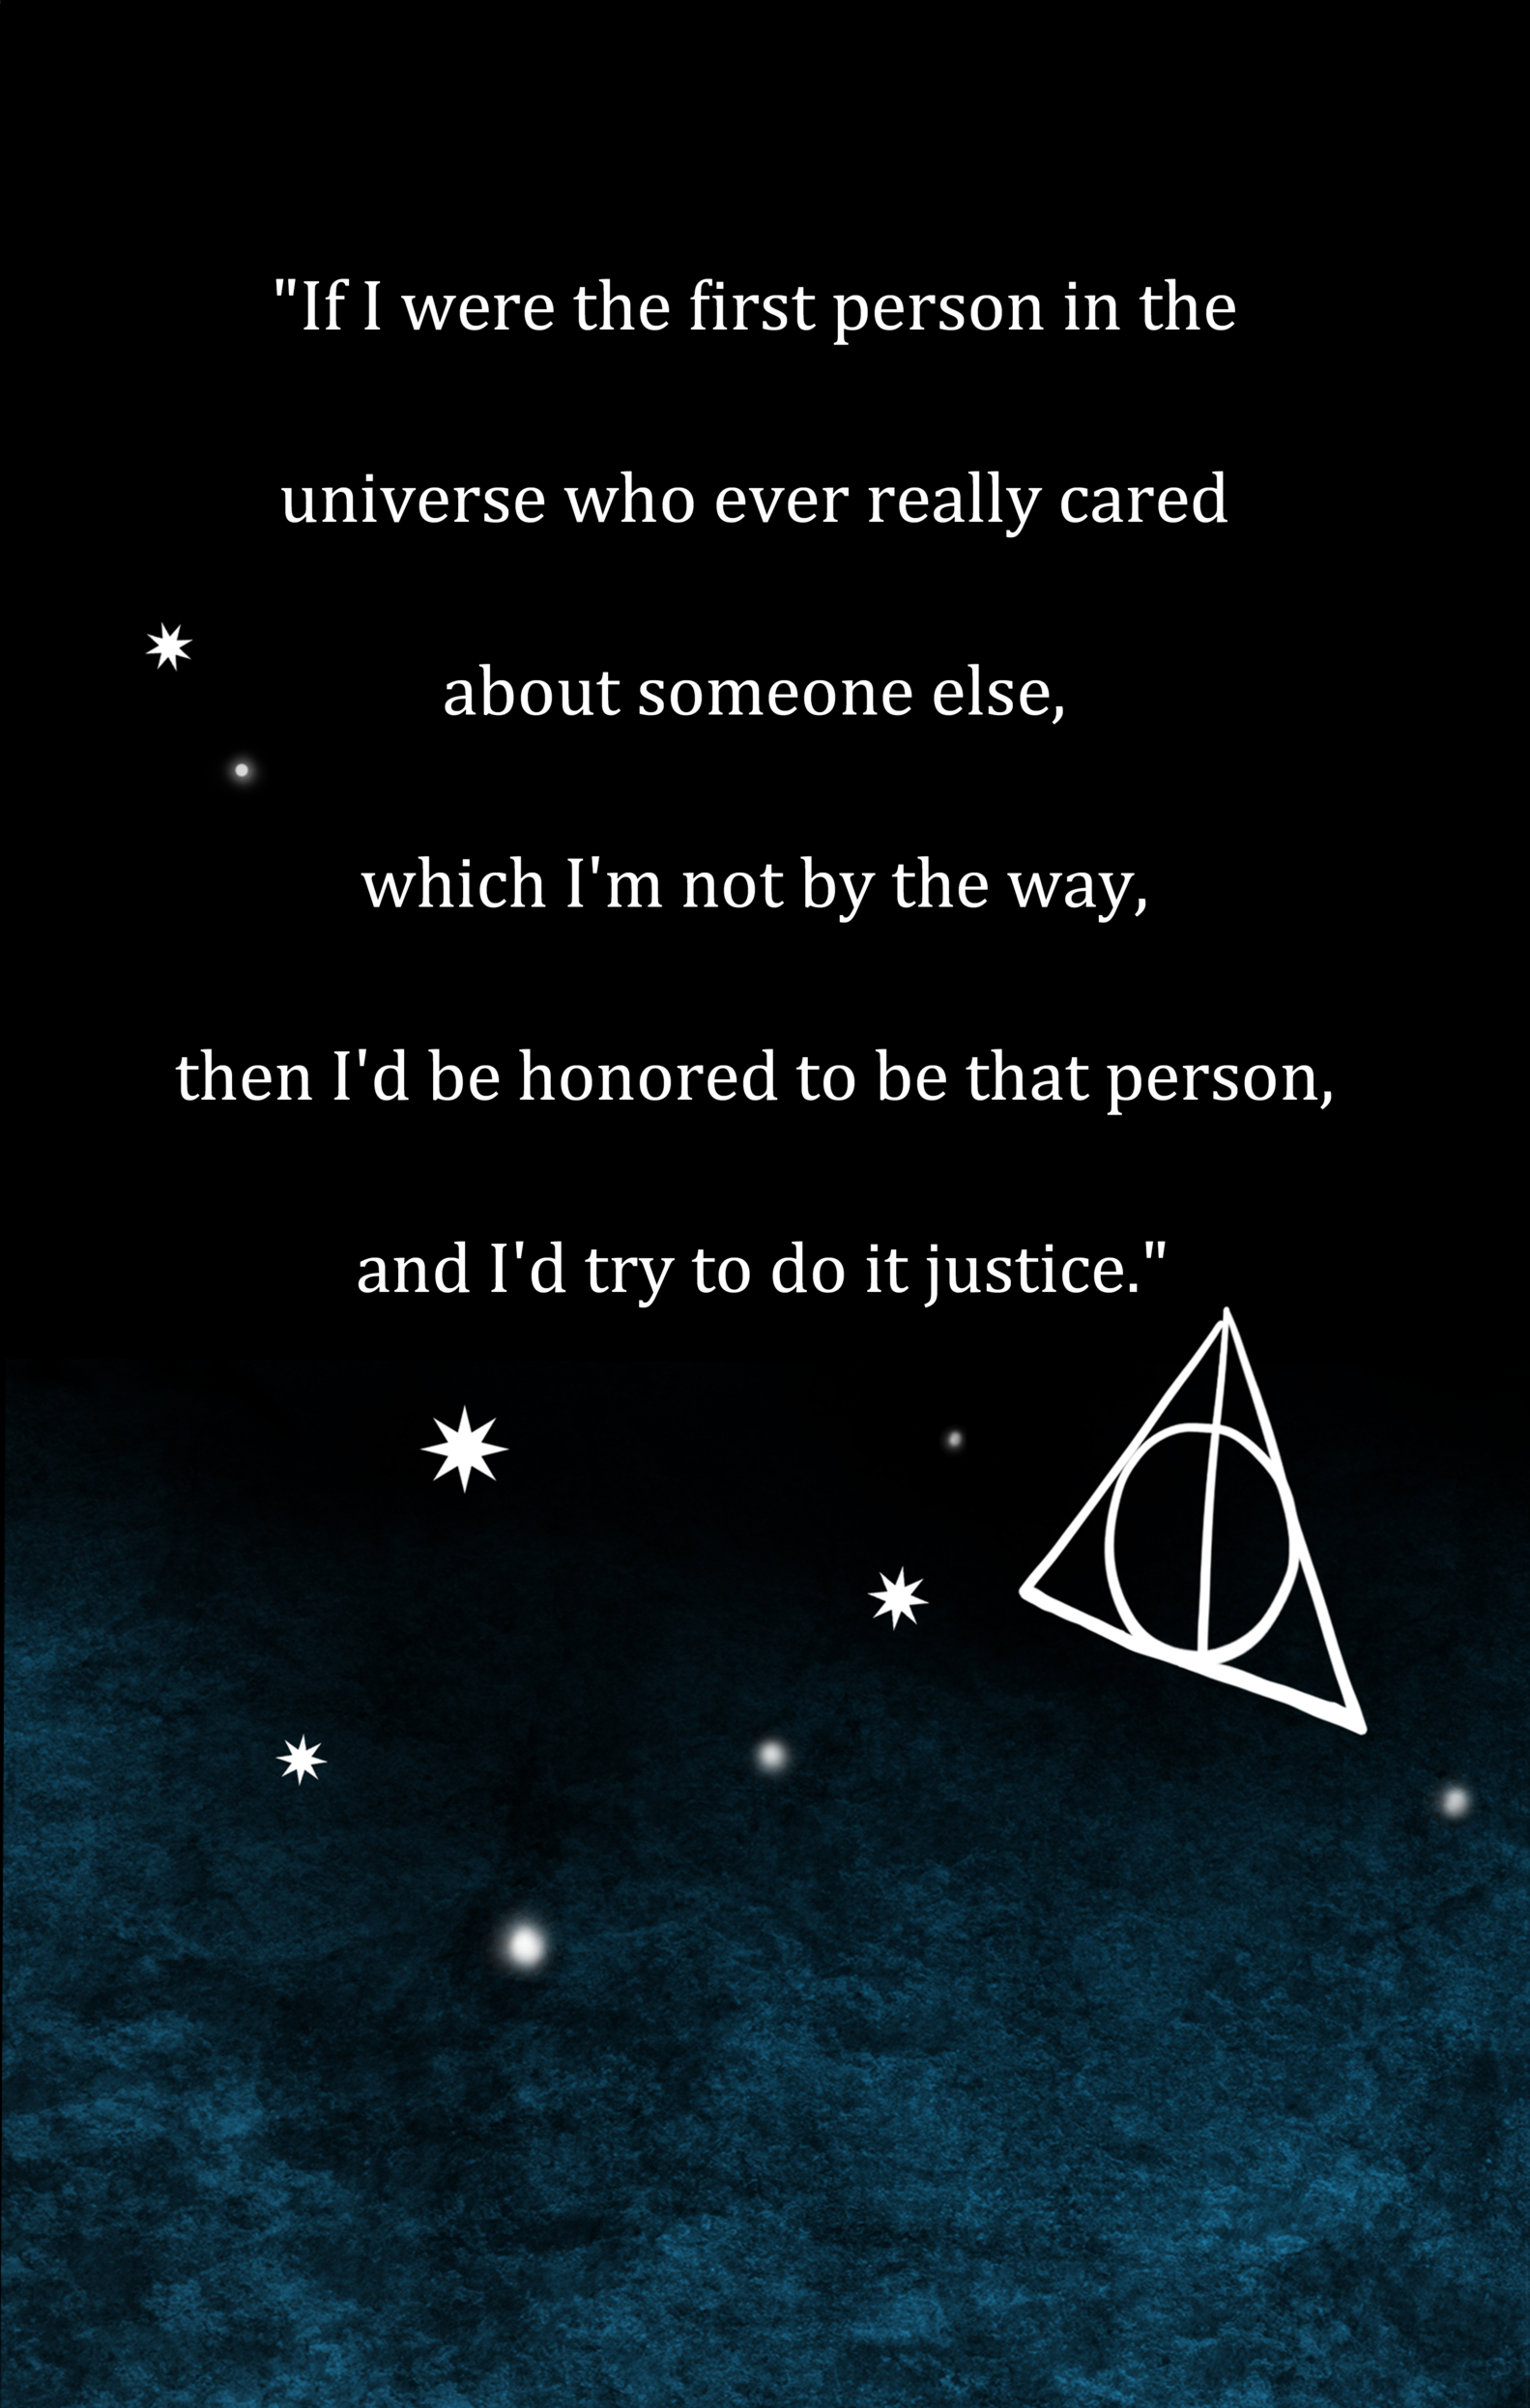 "If I were the first person in the
universe who ever really cared
about someone else,
which I'm not by the way,
then I'd be honored to be that person,
and I'd try to do it justice."